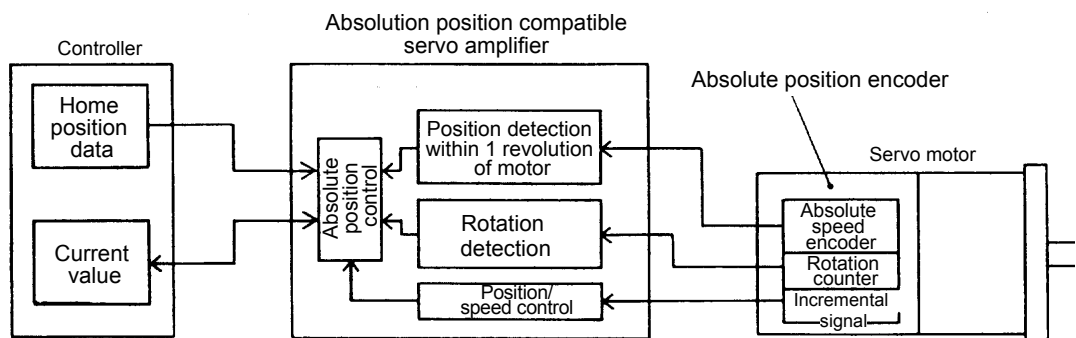 Absolution position compatible
servo amplifier
Controller
Home
position
data
Current
value
Absolute
position
control
Position detection
within 1 revolution
of motor
Rotation
detection
Position/
speed control
Absolute position encoder
Servo motor
Absolute
speed
encoder
Rotation
counter
Incremental
signal